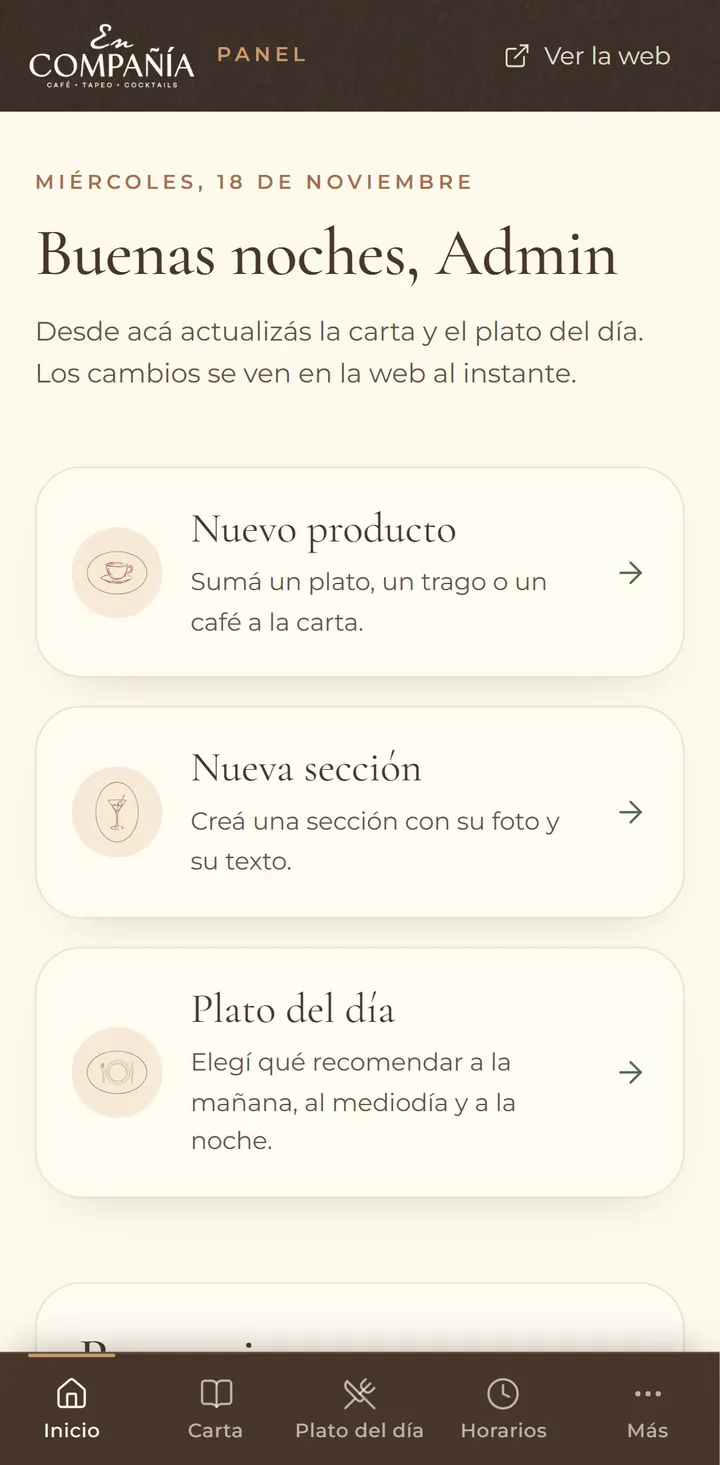 En
COMPAÑÍA
CAFÉ • TAPEO • COCKTAILS
PANEL
Ver la web
MIÉRCOLES, 18 DE NOVIEMBRE
Buenas noches, Admin
Desde acá actualizás la carta y el plato del día.
Los cambios se ven en la web al instante.
Nuevo producto
Sumá un plato, un trago o un
café a la carta.
Nueva sección
Creá una sección con su foto y
su texto.
Plato del día
Elegí qué recomendar a la
mañana, al mediodía y a la
noche.
Inicio
Carta
Plato del día
Horarios
Más